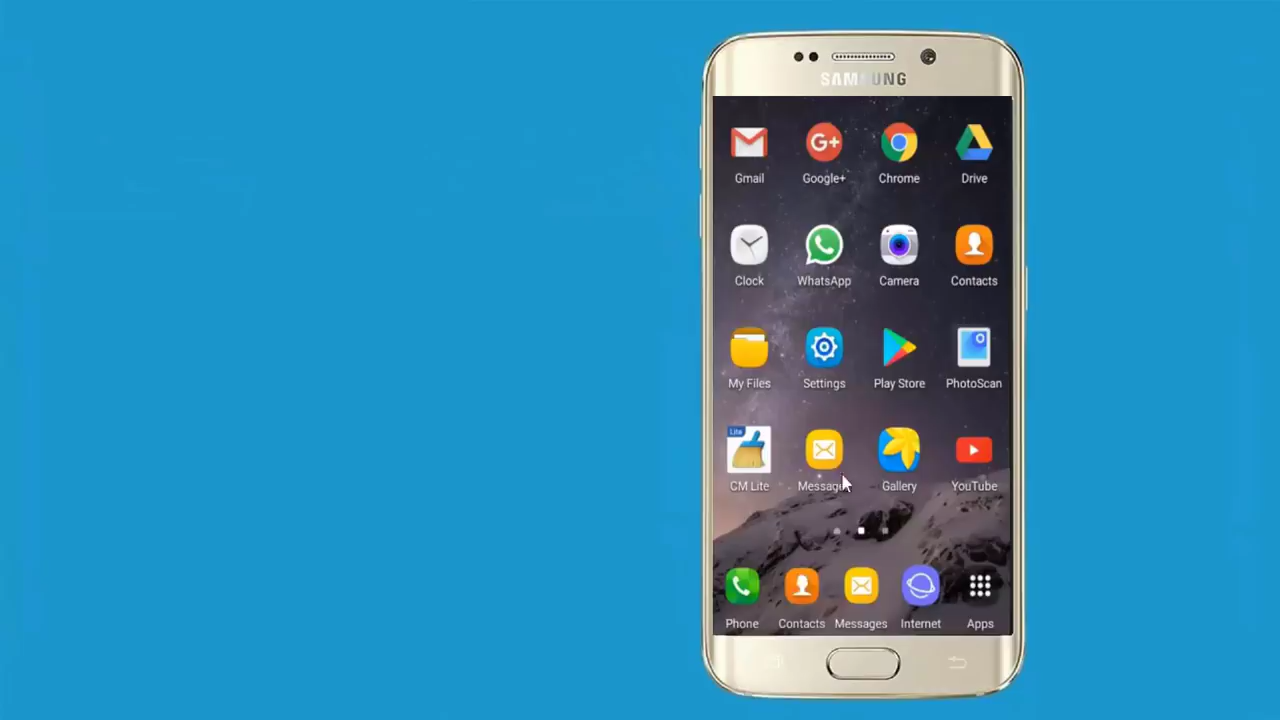 SAMSUNG
Gmail Google+ Chrome Drive
Clock WhatsApp Camera Contacts
My Files Settings Play Store PhotoScan
Lite
CM Lite Message Gallery YouTube
Phone Contacts Messages Internet Apps